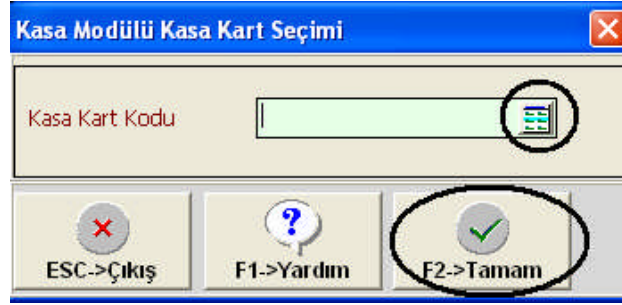 Kasa Modülü Kasa Kart Seçimi
Kasa Kart Kodu
ESC->Çıkış F1->Yardım F2->Tamam